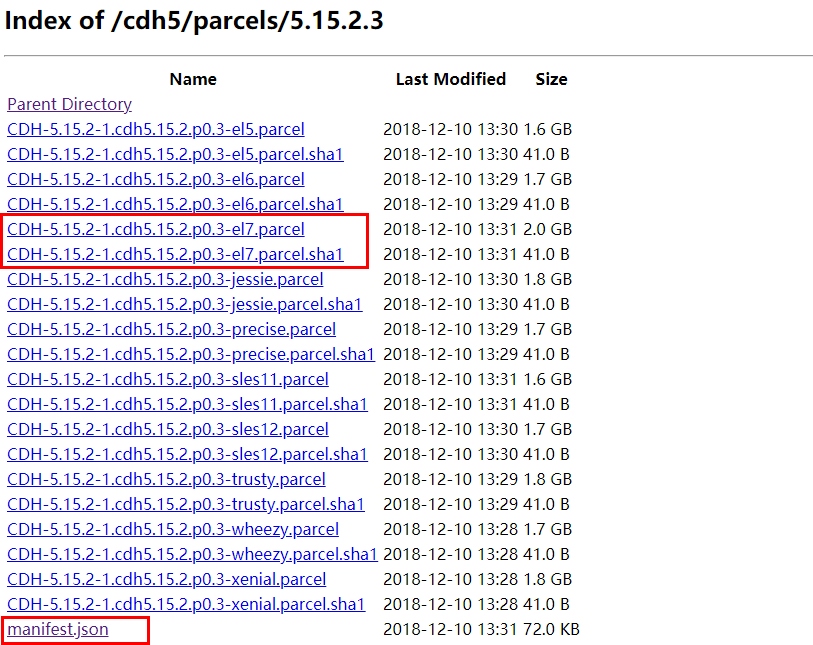 Index of /cdh5/parcels/5.15.2.3
Name Last Modified Size
Parent Directory
CDH-5.15.2-1.cdh5.15.2.p0.3-el5.parcel 2018-12-10 13:30 1.6 GB
CDH-5.15.2-1.cdh5.15.2.p0.3-el5.parcel.sha1 2018-12-10 13:30 41.0 B
CDH-5.15.2-1.cdh5.15.2.p0.3-el6.parcel 2018-12-10 13:29 1.7 GB
CDH-5.15.2-1.cdh5.15.2.p0.3-el6.parcel.sha1 2018-12-10 13:29 41.0 B
CDH-5.15.2-1.cdh5.15.2.p0.3-el7.parcel 2018-12-10 13:31 2.0 GB
CDH-5.15.2-1.cdh5.15.2.p0.3-el7.parcel.sha1 2018-12-10 13:31 41.0 B
CDH-5.15.2-1.cdh5.15.2.p0.3-jessie.parcel 2018-12-10 13:30 1.8 GB
CDH-5.15.2-1.cdh5.15.2.p0.3-jessie.parcel.sha1 2018-12-10 13:30 41.0 B
CDH-5.15.2-1.cdh5.15.2.p0.3-precise.parcel 2018-12-10 13:29 1.7 GB
CDH-5.15.2-1.cdh5.15.2.p0.3-precise.parcel.sha1 2018-12-10 13:29 41.0 B
CDH-5.15.2-1.cdh5.15.2.p0.3-sles11.parcel 2018-12-10 13:31 1.6 GB
CDH-5.15.2-1.cdh5.15.2.p0.3-sles11.parcel.sha1 2018-12-10 13:31 41.0 B
CDH-5.15.2-1.cdh5.15.2.p0.3-sles12.parcel 2018-12-10 13:30 1.7 GB
CDH-5.15.2-1.cdh5.15.2.p0.3-sles12.parcel.sha1 2018-12-10 13:30 41.0 B
CDH-5.15.2-1.cdh5.15.2.p0.3-trusty.parcel 2018-12-10 13:29 1.8 GB
CDH-5.15.2-1.cdh5.15.2.p0.3-trusty.parcel.sha1 2018-12-10 13:29 41.0 B
CDH-5.15.2-1.cdh5.15.2.p0.3-wheezy.parcel 2018-12-10 13:28 1.7 GB
CDH-5.15.2-1.cdh5.15.2.p0.3-wheezy.parcel.sha1 2018-12-10 13:28 41.0 B
CDH-5.15.2-1.cdh5.15.2.p0.3-xenial.parcel 2018-12-10 13:28 1.8 GB
CDH-5.15.2-1.cdh5.15.2.p0.3-xenial.parcel.sha1 2018-12-10 13:28 41.0 B
manifest.json 2018-12-10 13:31 72.0 KB